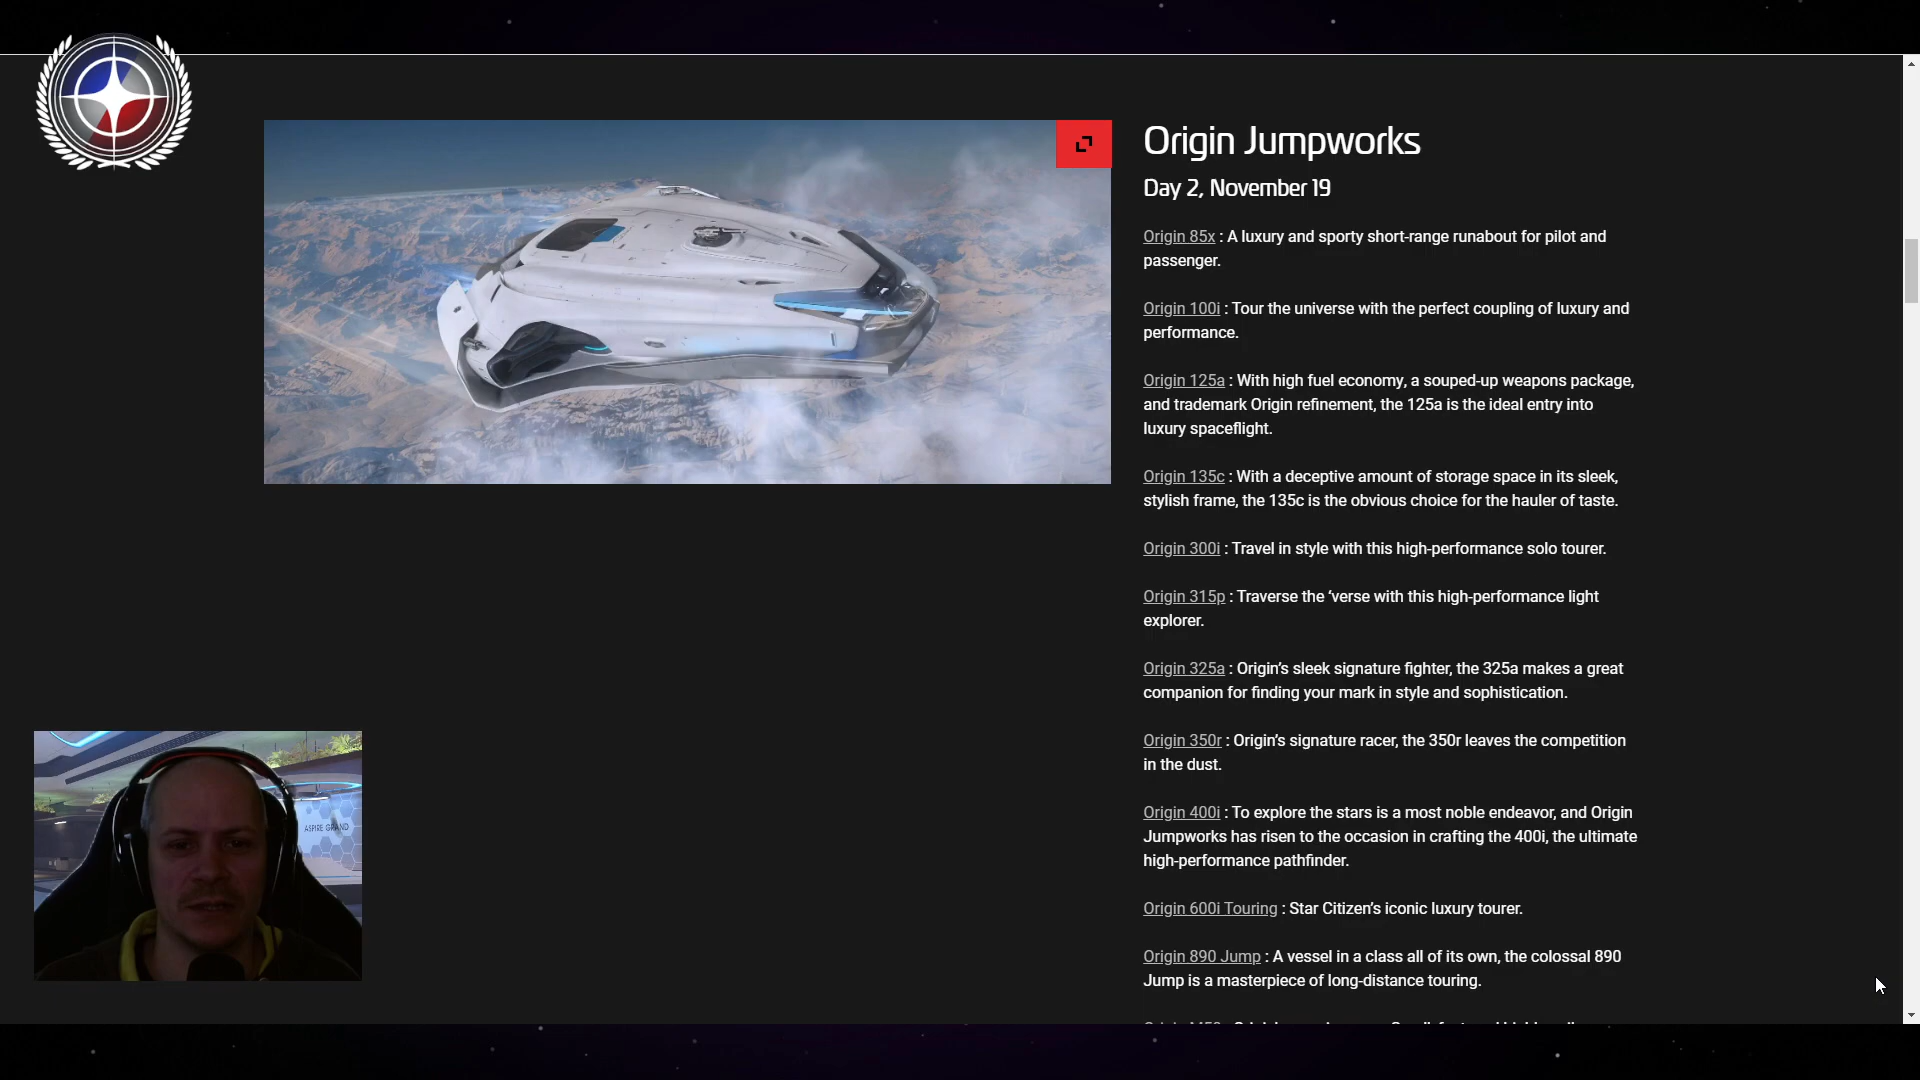 Origin Jumpworks
Day 2, November 19
Origin 85x : A luxury and sporty short-range runabout for pilot and
passenger.
Origin 100i : Tour the universe with the perfect coupling of luxury and
performance.
Origin 125a : With high fuel economy, a souped-up weapons package,
and trademark Origin refinement, the 125a is the ideal entry into
luxury spaceflight.
Origin 135c : With a deceptive amount of storage space in its sleek,
stylish frame, the 135c is the obvious choice for the hauler of taste.
Origin 300i : Travel in style with this high-performance solo tourer.
Origin 315p : Traverse the ‘verse with this high-performance light
explorer.
Origin 325a : Origin’s sleek signature fighter, the 325a makes a great
companion for finding your mark in style and sophistication.
Origin 350r : Origin’s signature racer, the 350r leaves the competition
in the dust.
Origin 400i : To explore the stars is a most noble endeavor, and Origin
Jumpworks has risen to the occasion in crafting the 400i, the ultimate
high-performance pathfinder.
Origin 600i Touring : Star Citizen’s iconic luxury tourer.
Origin 890 Jump : A vessel in a class all of its own, the colossal 890
Jump is a masterpiece of long-distance touring.
ASPIRE GRAND